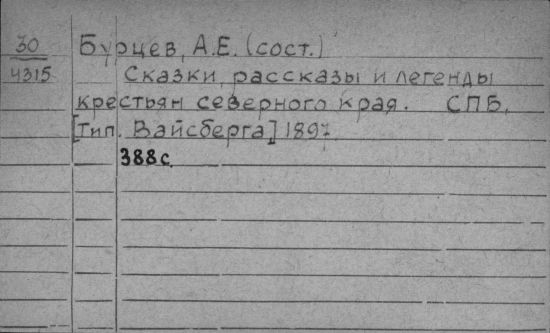 30 Бурцев, А.Е. (сост.)
4315 Сказки, рассказы и легенды
крестьян северного края. СПБ,
[Тип. Вайсберга] 1897
388с.